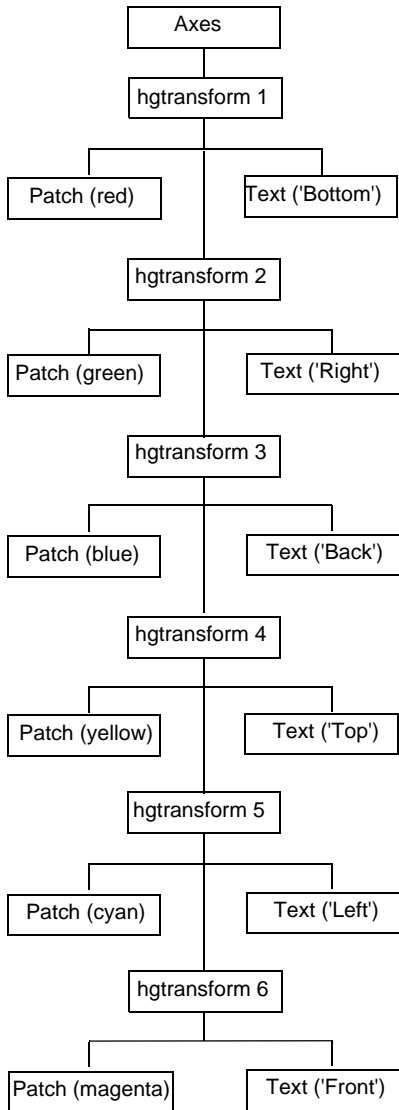 Axes
hgtransform 1
Patch (red)
Text ('Bottom')
hgtransform 2
Patch (green)
Text ('Right')
hgtransform 3
Patch (blue)
Text ('Back')
hgtransform 4
Patch (yellow)
Text ('Top')
hgtransform 5
Patch (cyan)
Text ('Left')
hgtransform 6
Patch (magenta)
Text ('Front')